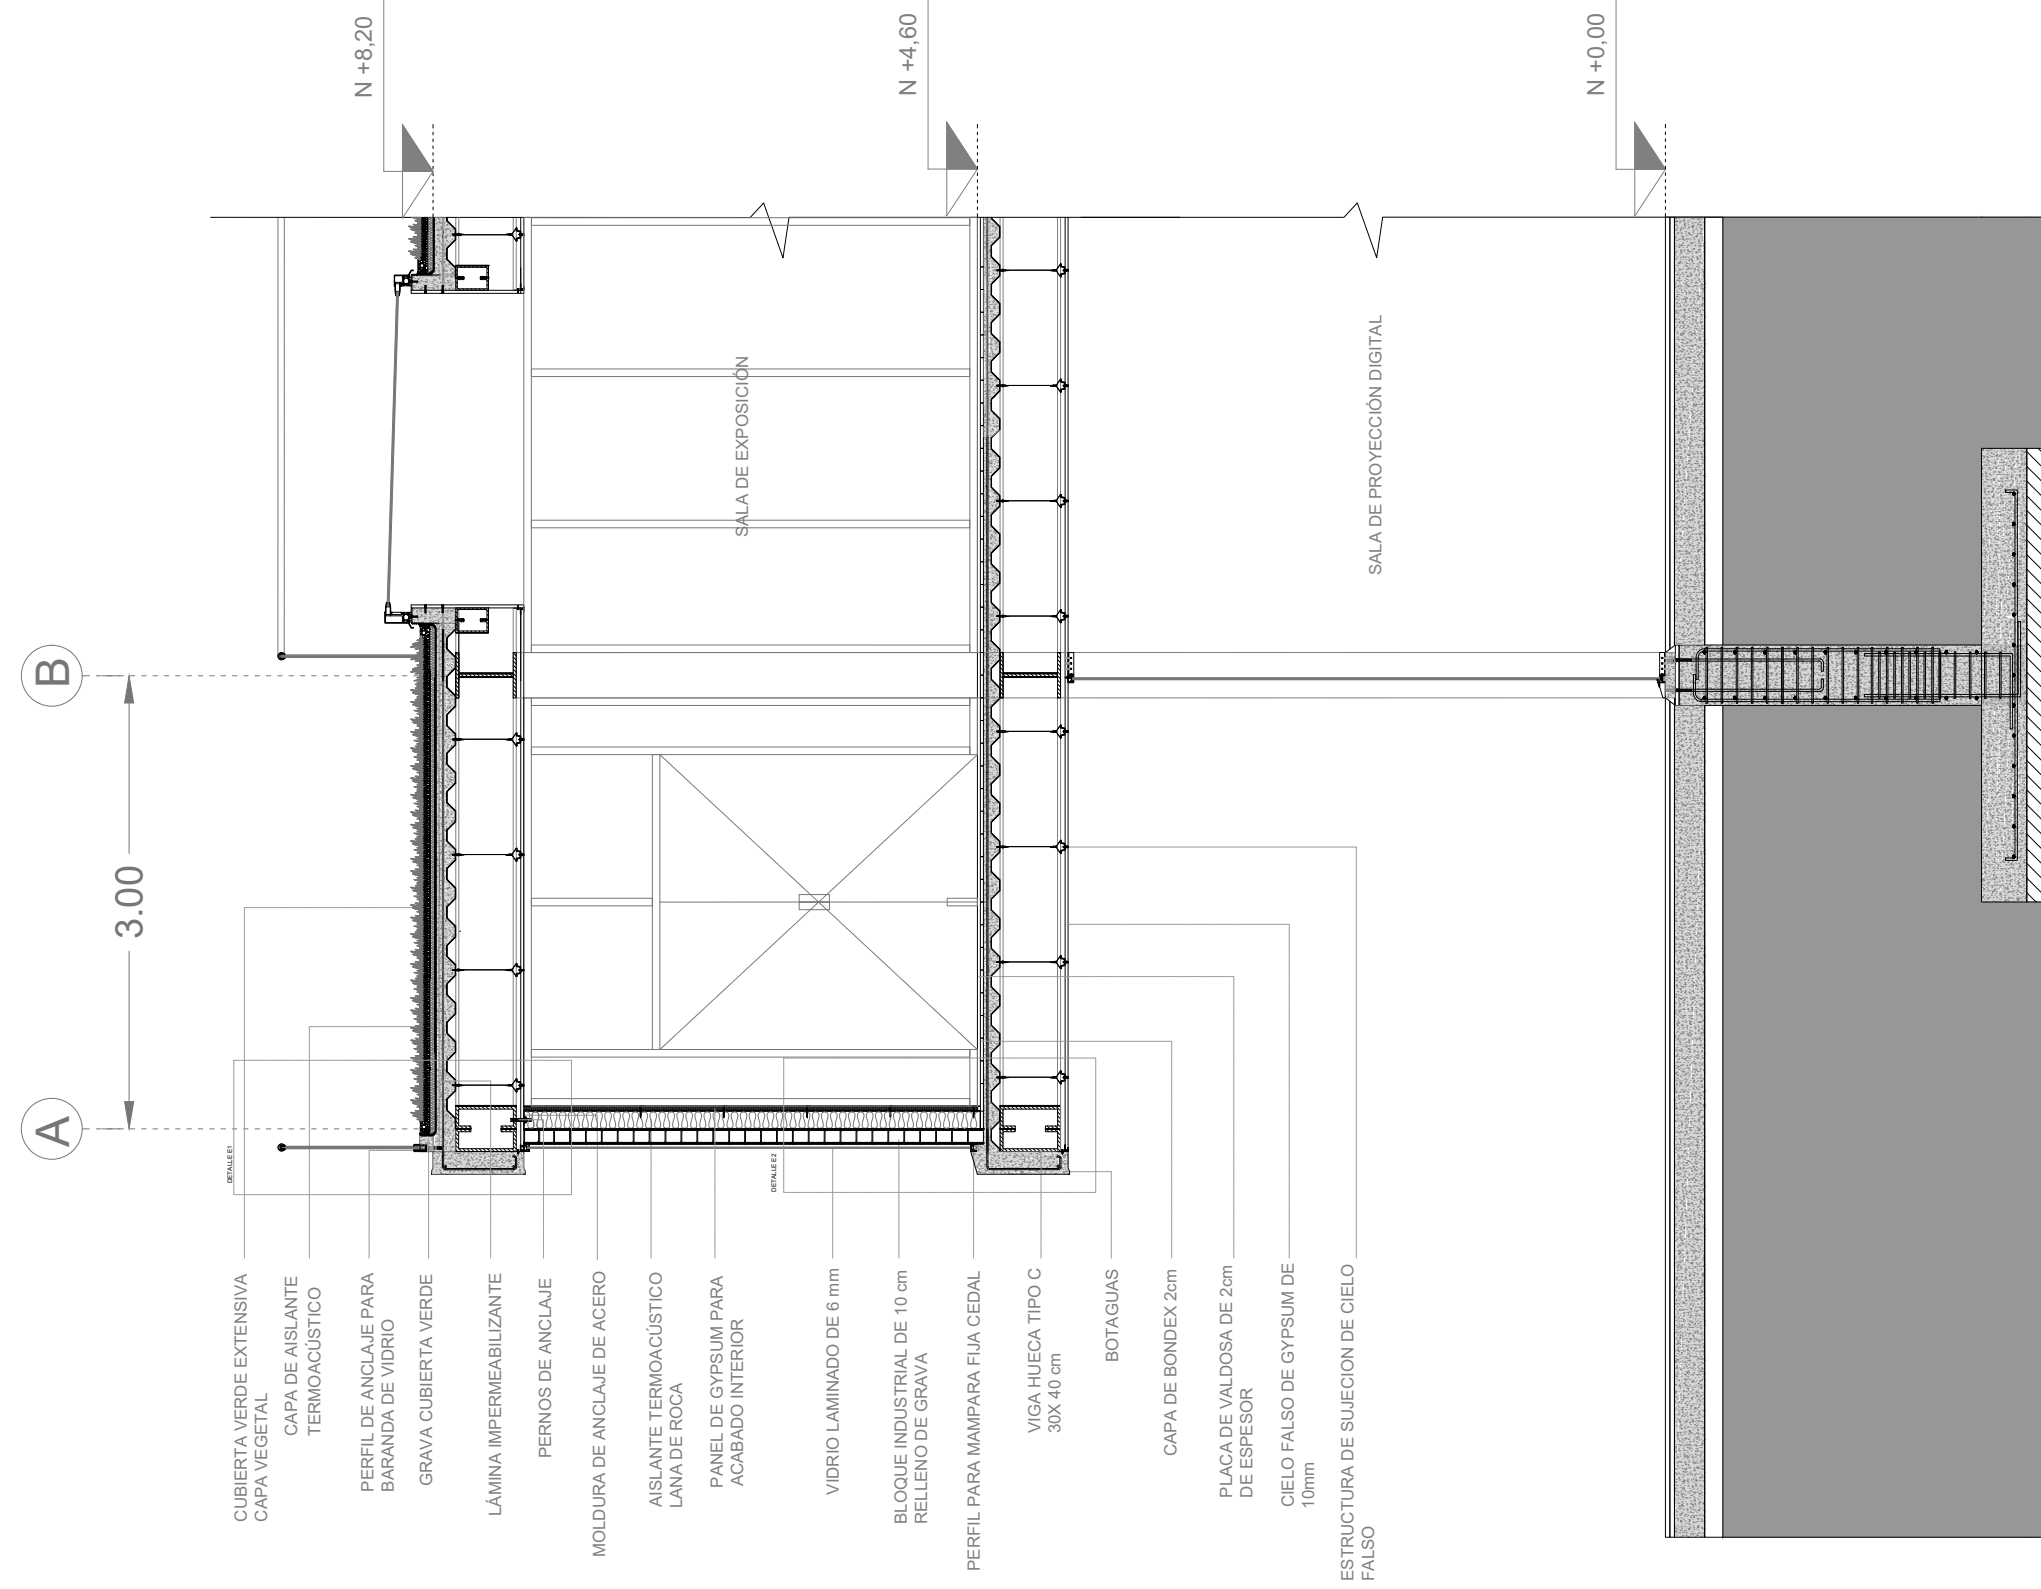 N +8,20
N +4,60
N +0,00
SALA DE EXPOSICIÓN
SALA DE PROYECCIÓN DIGITAL
B
3.00
A
DETALLE E1
DETALLE E2
CUBIERTA VERDE EXTENSIVA
CAPA VEGETAL
CAPA DE AISLANTE
TERMOACÚSTICO
PERFIL DE ANCLAJE PARA
BARANDA DE VIDRIO
GRAVA CUBIERTA VERDE
LÁMINA IMPERMEABILIZANTE
PERNOS DE ANCLAJE
MOLDURA DE ANCLAJE DE ACERO
AISLANTE TERMOACÚSTICO
LANA DE ROCA
PANEL DE GYPSUM PARA
ACABADO INTERIOR
VIDRIO LAMINADO DE 6 mm
BLOQUE INDUSTRIAL DE 10 cm
RELLENO DE GRAVA
PERFIL PARA MAMPARA FIJA CEDAL
VIGA HUECA TIPO C
30X 40 cm
BOTAGUAS
CAPA DE BONDEX 2cm
PLACA DE VALDOSA DE 2cm
DE ESPESOR
CIELO FALSO DE GYPSUM DE
10mm
ESTRUCTURA DE SUJECION DE CIELO
FALSO